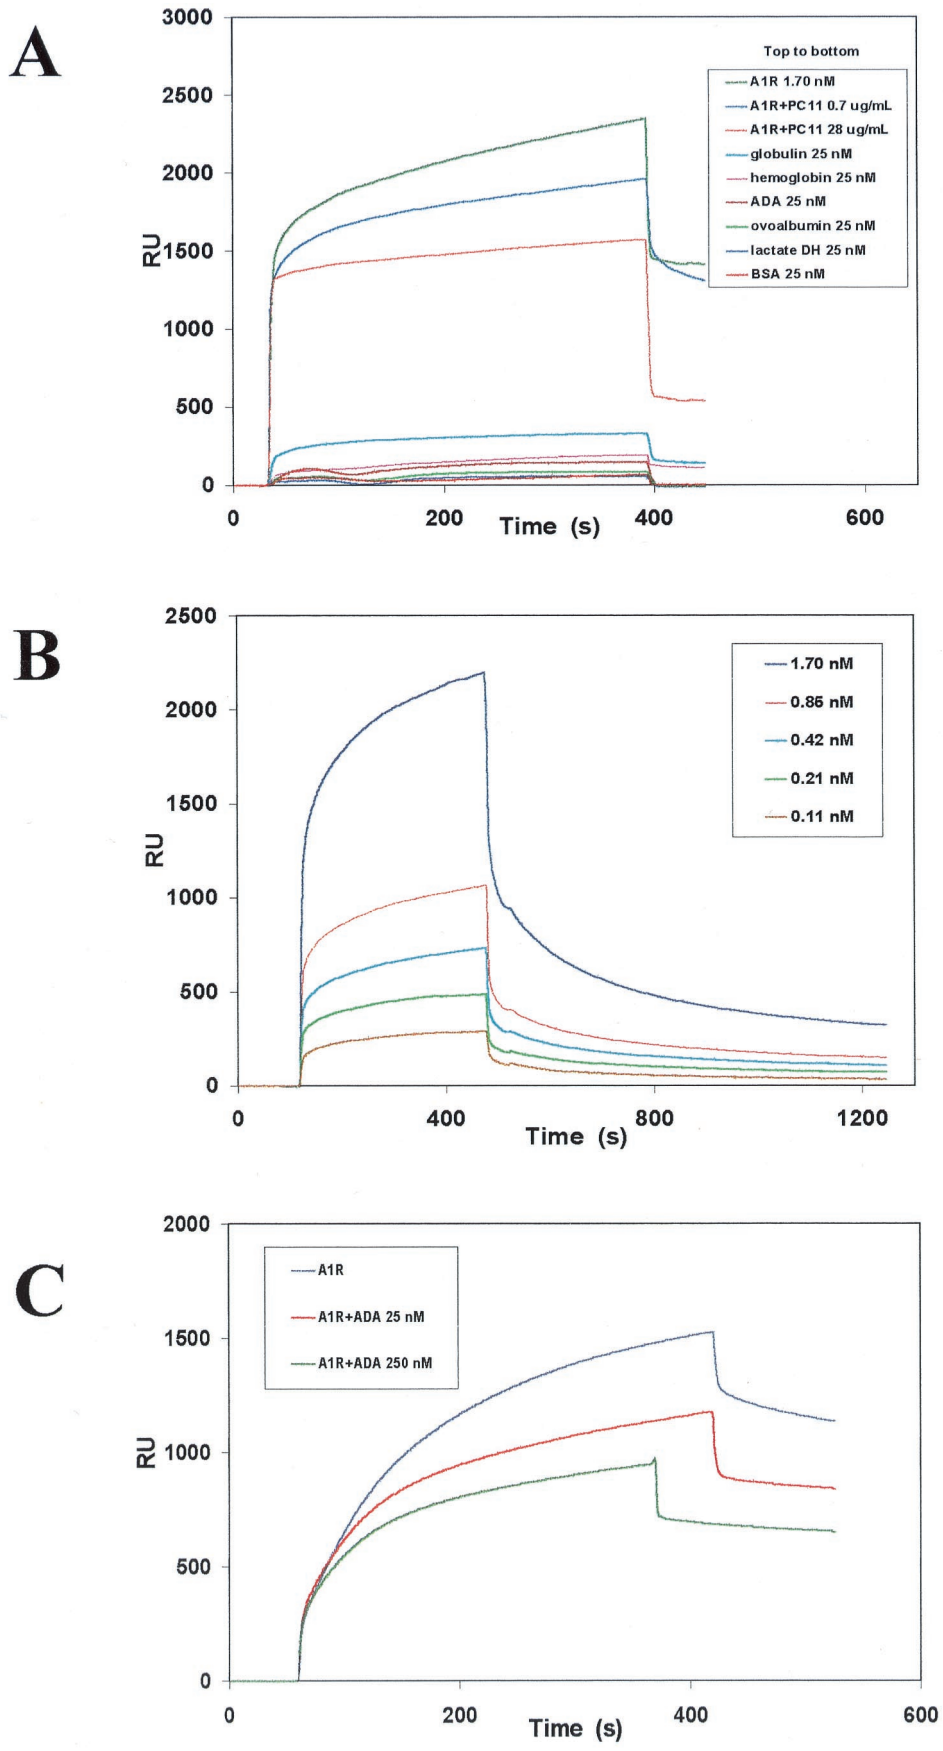 A
3000
2500
2000
1500
1000
500
0
RU
0
200
400
600
Time (s)
Top to bottom
A1R 1.70 nM
A1R+PC11 0.7 ug/mL
A1R+PC11 28 ug/mL
globulin 25 nM
hemoglobin 25 nM
ADA 25 nM
ovoalbumin 25 nM
lactate DH 25 nM
BSA 25 nM
B
2500
2000
1500
1000
500
0
RU
0
400
800
1200
Time (s)
1.70 nM
0.86 nM
0.42 nM
0.21 nM
0.11 nM
C
2000
1500
1000
500
0
RU
0
200
400
600
Time (s)
A1R
A1R+ADA 25 nM
A1R+ADA 250 nM